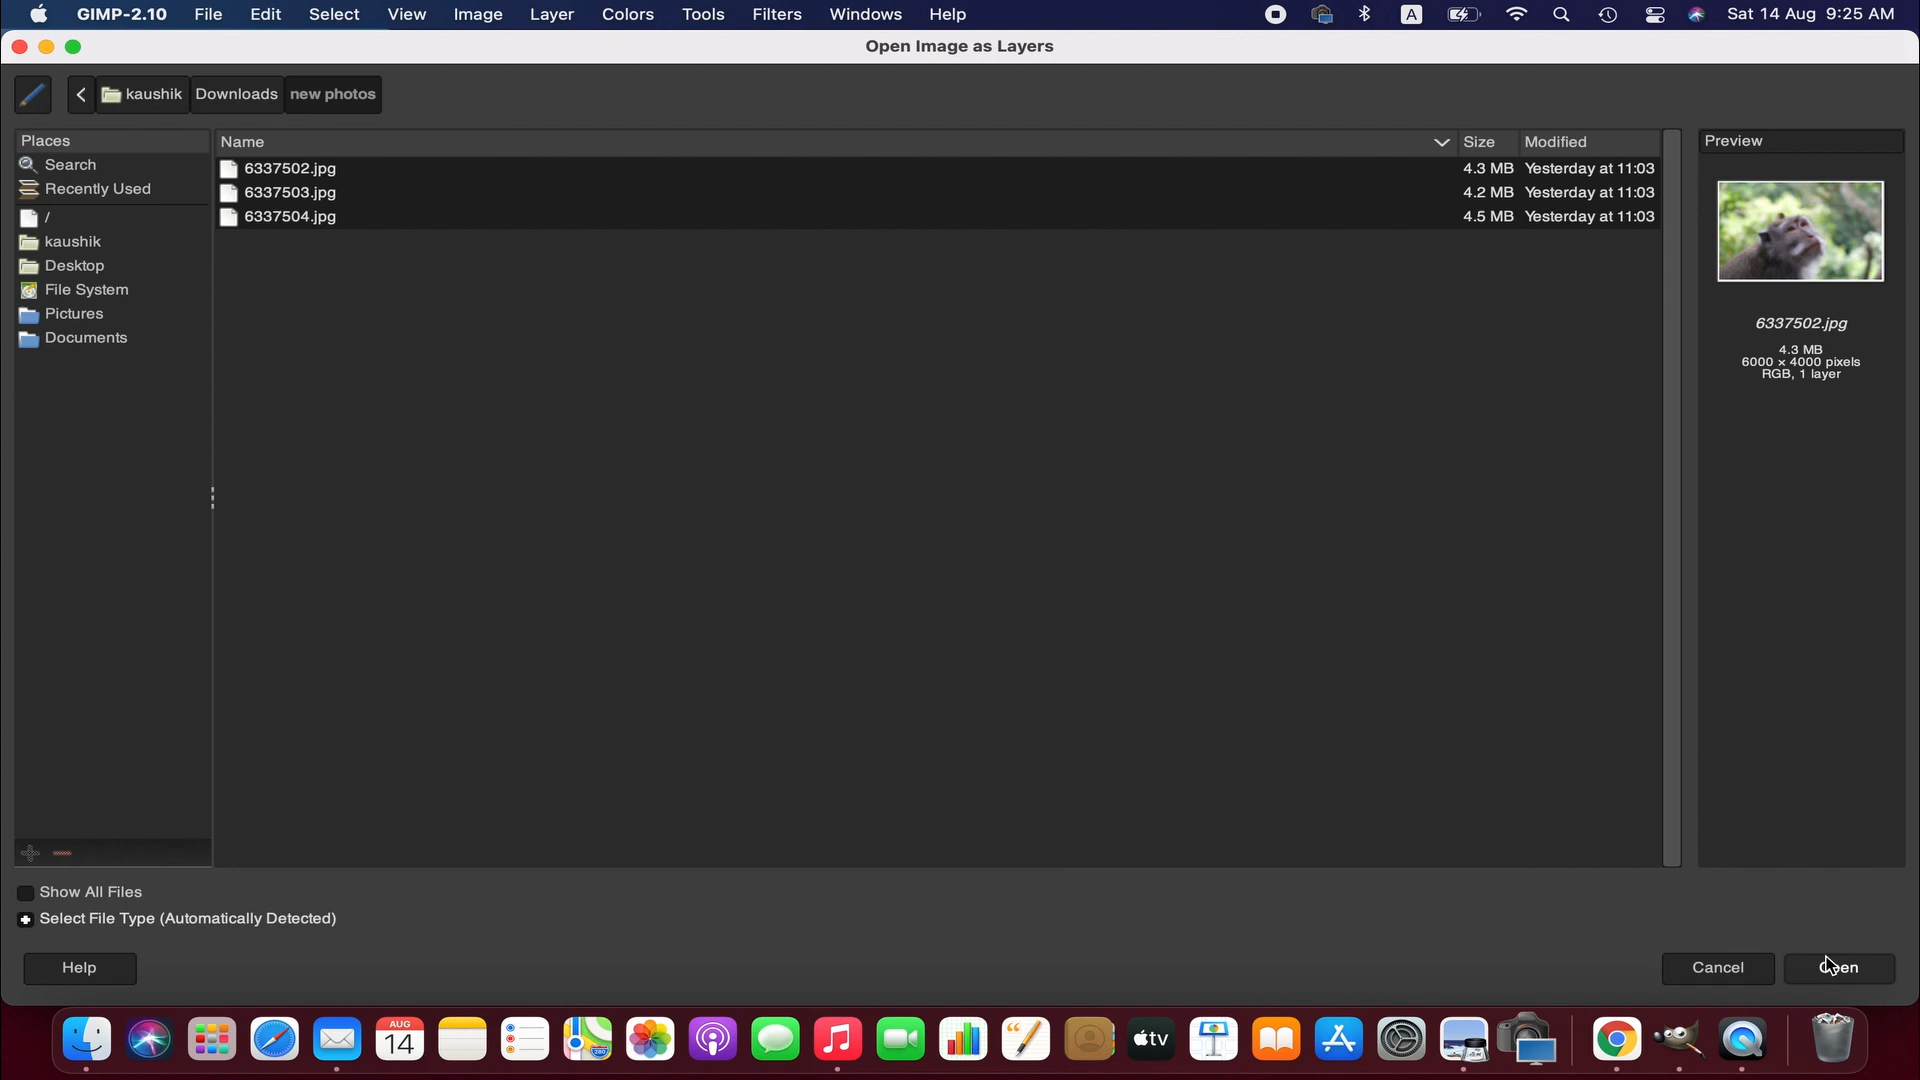 GIMP-2.10 File Edit Select View Image Layer Colors Tools Filters Windows Help A Sat 14 Aug 9:25 AM
Open Image as Layers
kaushik Downloads new photos
Places Name Size Modified Preview
Search
Recently Used
/
kaushik
Desktop
File System
Pictures
Documents
6337502.jpg 4.3 MB Yesterday at 11:03
6337503.jpg 4.2 MB Yesterday at 11:03
6337504.jpg 4.5 MB Yesterday at 11:03
6337502.jpg
4.3 MB
6000 × 4000 pixels
RGB, 1 layer
Show All Files
Select File Type (Automatically Detected)
Help Cancel Open
AUG
14
280
tv